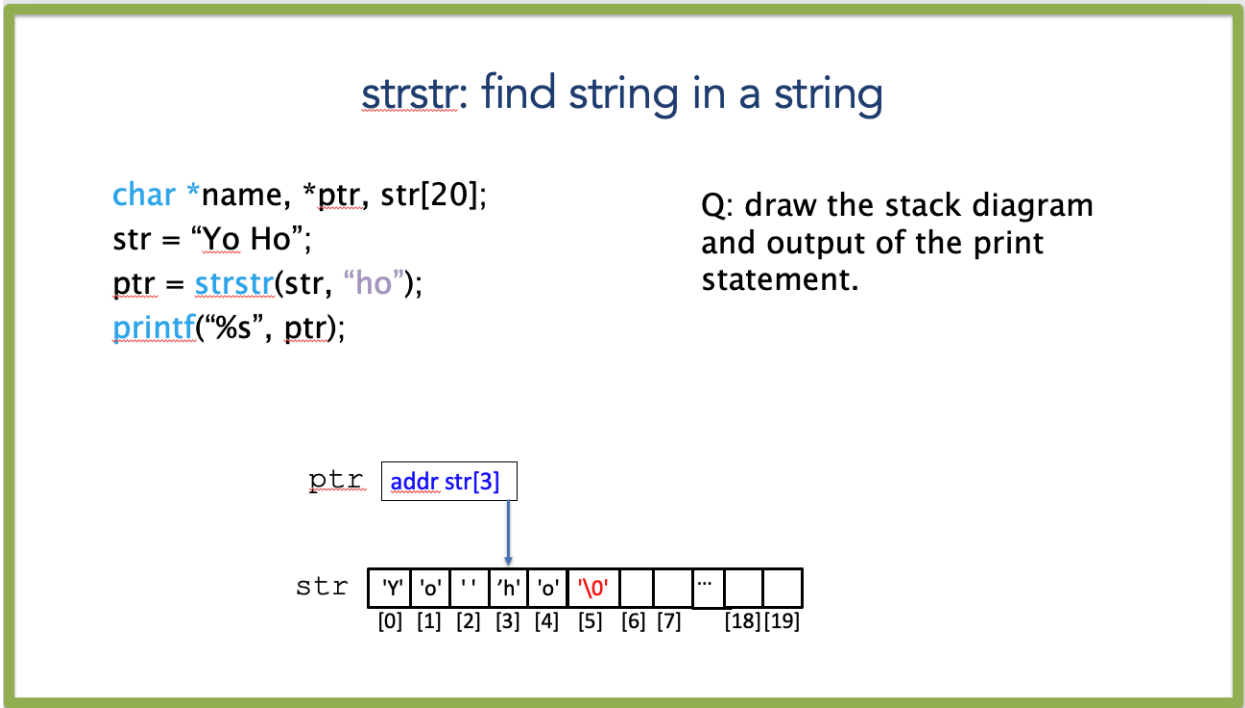 strstr: find string in a string
char *name, *ptr, str[20];
str = “Yo Ho”;
ptr = strstr(str, “ho”);
printf(“%s”, ptr);
Q: draw the stack diagram
and output of the print
statement.
ptr addr str[3]
str 'Y' 'o' ' ' ’h' 'o' '\0' ...
[0] [1] [2] [3] [4] [5] [6] [7] [18] [19]